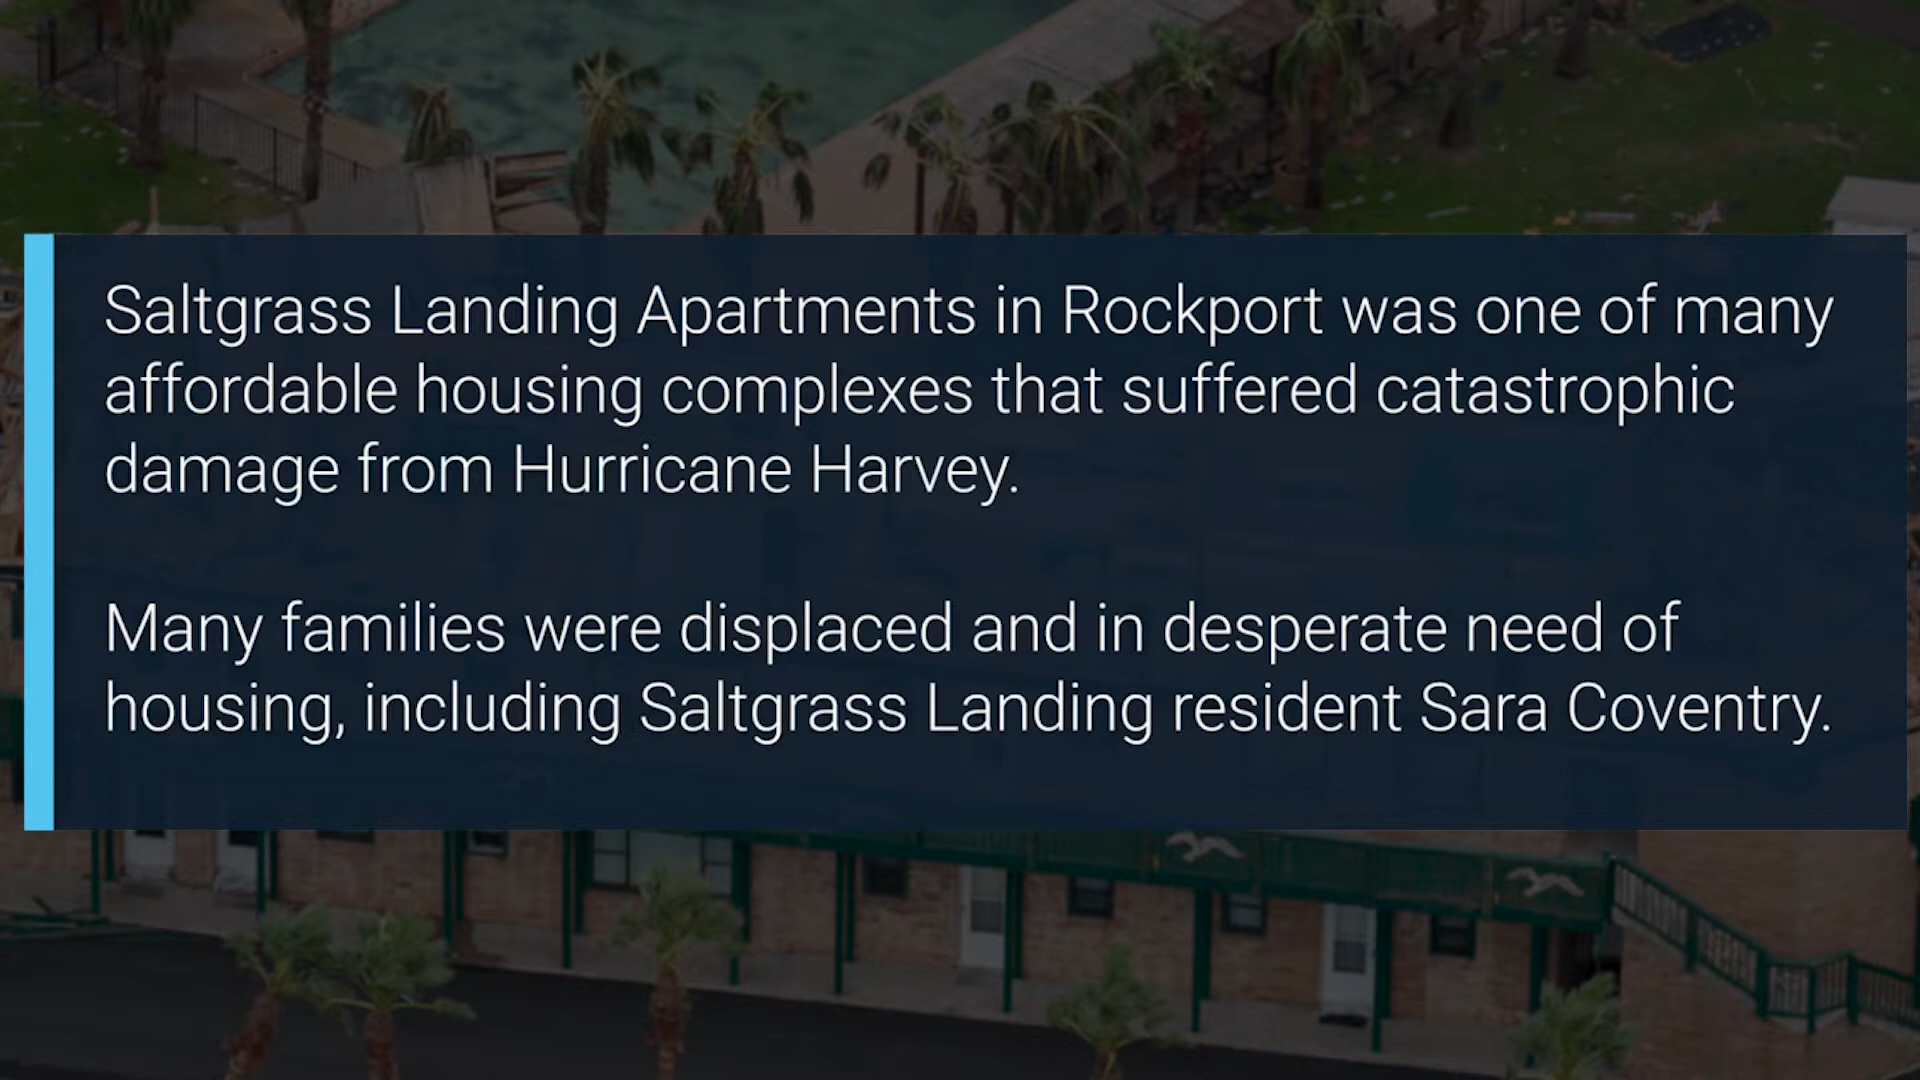 Saltgrass Landing Apartments in Rockport was one of many
affordable housing complexes that suffered catastrophic
damage from Hurricane Harvey.
Many families were displaced and in desperate need of
housing, including Saltgrass Landing resident Sara Coventry.